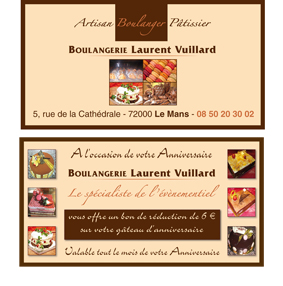 Artisan Boulanger Pâtissier
BOULANGERIE Laurent Vuillard
5, rue de la Cathédrale - 72000 Le Mans - 08 50 20 30 02
A l'occasion de votre Anniversaire
BOULANGERIE Laurent Vuillard
Le spécialiste de l'évènementiel
vous offre un bon de réduction de 6 €
sur votre gâteau d'anniversaire
Valable tout le mois de votre Anniversaire